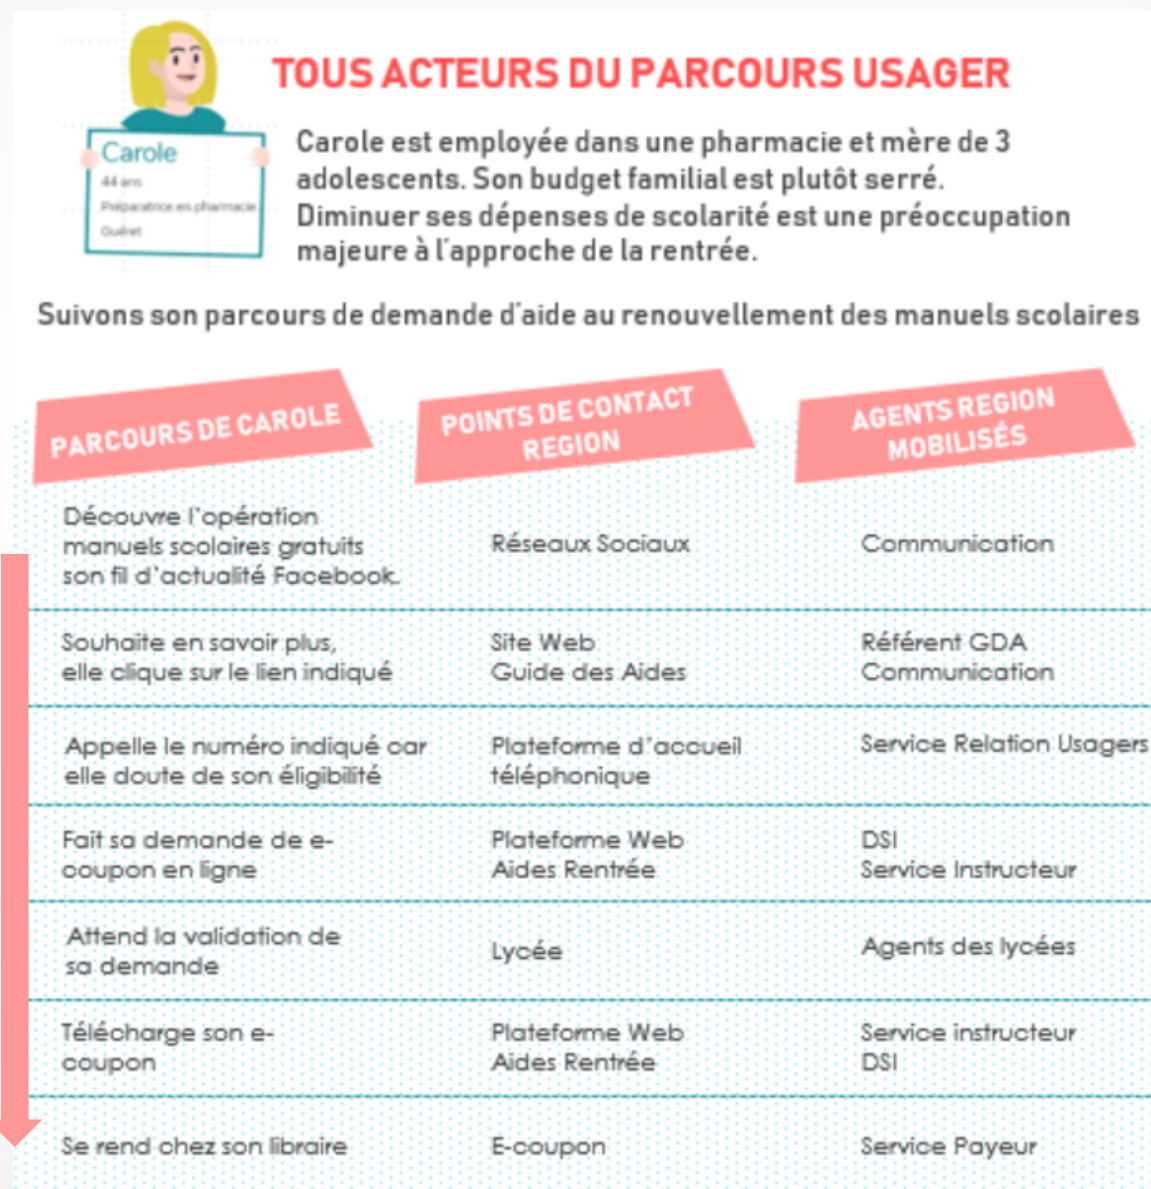 TOUS ACTEURS DU PARCOURS USAGER
Carole
44 ans
Préparatrice en pharmacie
Guéret
Carole est employée dans une pharmacie et mère de 3
adolescents. Son budget familial est plutôt serré.
Diminuer ses dépenses de scolarité est une préoccupation
majeure à l'approche de la rentrée.
Suivons son parcours de demande d'aide au renouvellement des manuels scolaires
PARCOURS DE CAROLE
POINTS DE CONTACT
REGION
AGENTS REGION
MOBILISÉS
Découvre l'opération
manuels scolaires gratuits
son fil d'actualité Facebook.
Réseaux Sociaux
Communication
Souhaite en savoir plus,
elle clique sur le lien indiqué
Site Web
Guide des Aides
Référent GDA
Communication
Appelle le numéro indiqué car
elle doute de son éligibilité
Plateforme d'accueil
téléphonique
Service Relation Usagers
Fait sa demande de e-
coupon en ligne
Plateforme Web
Aides Rentrée
DSI
Service Instructeur
Attend la validation de
sa demande
Lycée
Agents des lycées
Télécharge son e-
coupon
Plateforme Web
Aides Rentrée
Service instructeur
DSI
Se rend chez son libraire
E-coupon
Service Payeur